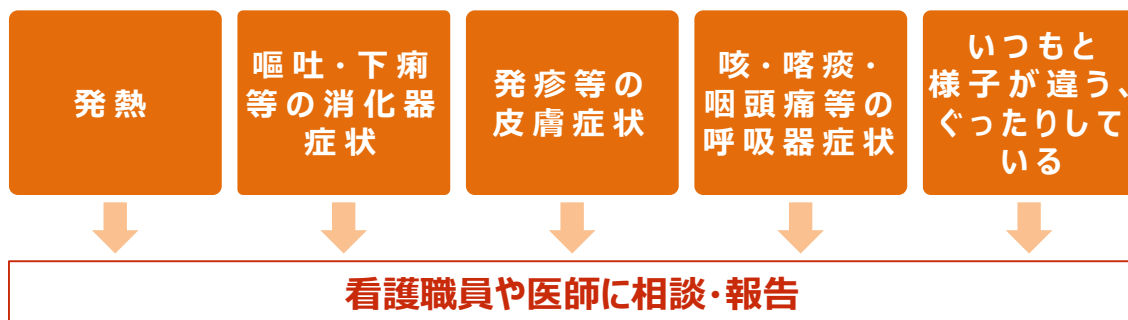 発熱
嘔吐・下痢
等の消化器
症状
発疹等の
皮膚症状
咳・喀痰・
咽頭痛等の
呼吸器症状
いつもと
様子が違う、
ぐったりして
いる
看護職員や医師に相談・報告